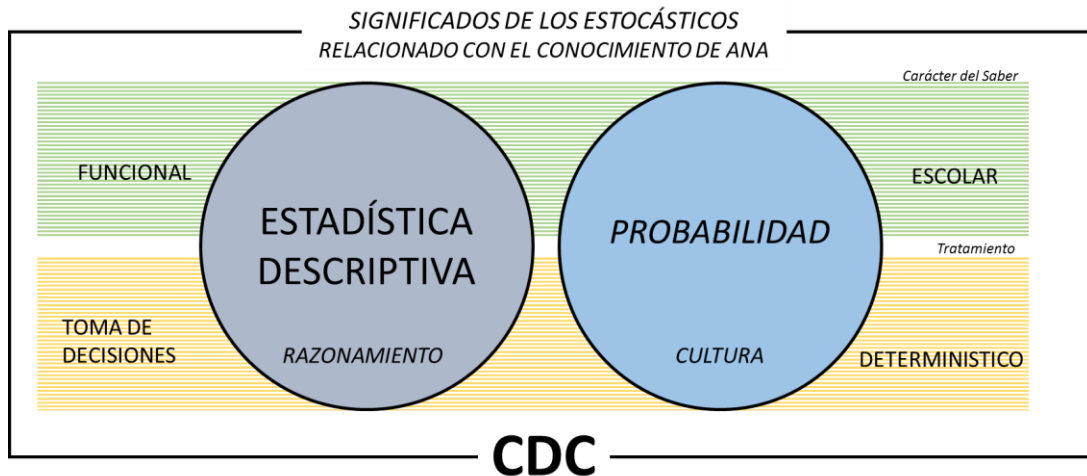 SIGNIFICADOS DE LOS ESTOCÁSTICOS
RELACIONADO CON EL CONOCIMIENTO DE ANA
Carácter del Saber
FUNCIONAL
ESCOLAR
ESTADÍSTICA
DESCRIPTIVA
PROBABILIDAD
Tratamiento
TOMA DE
DECISIONES
RAZONAMIENTO
CULTURA
DETERMINISTICO
CDC